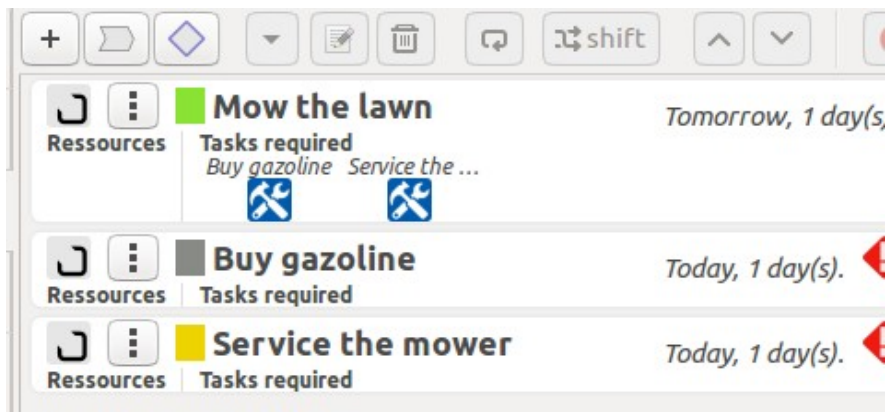 + shift
Mow the lawn
Tomorrow, 1 day(s)
Ressources Tasks required
Buy gazoline Service the ...
Buy gazoline
Today, 1 day(s).
Ressources Tasks required
Service the mower
Today, 1 day(s).
Ressources Tasks required